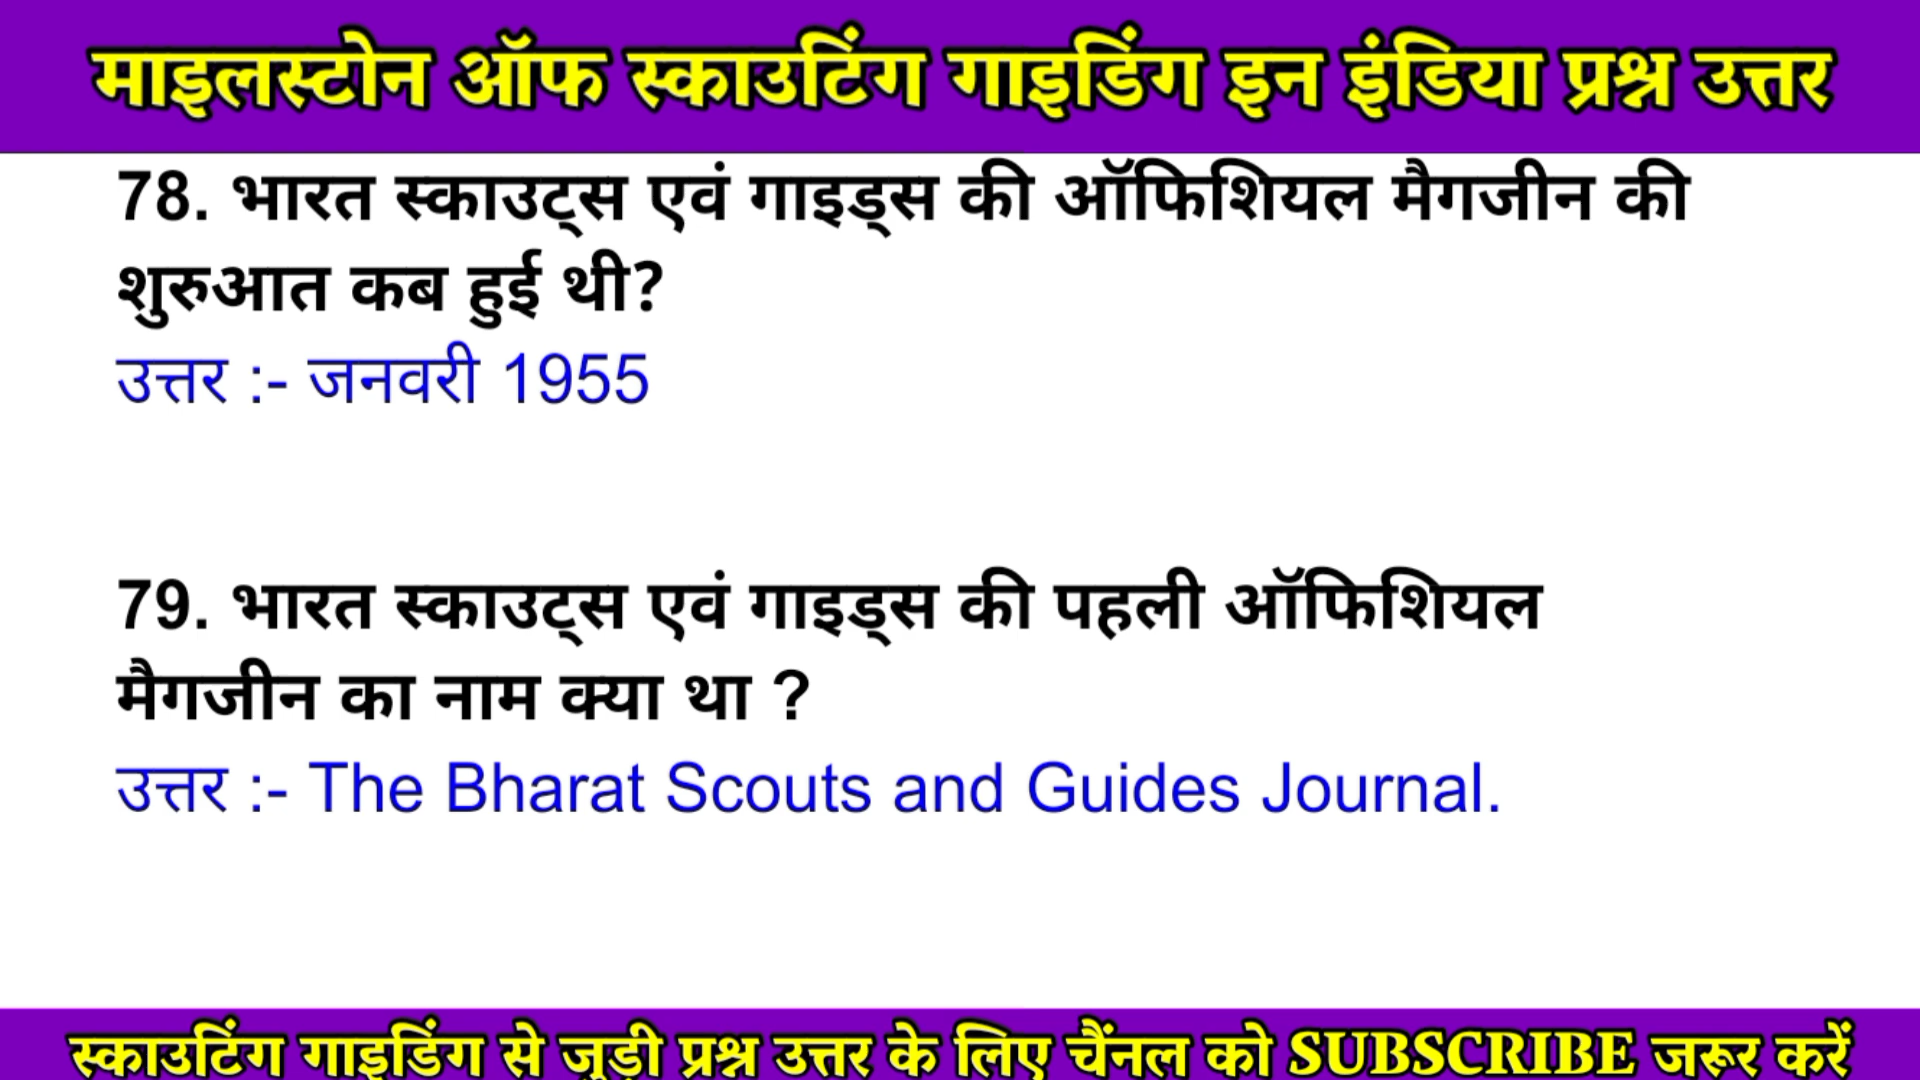 माइलस्टोन ऑफ स्काउटिंग गाइडिंग इन इंडिया प्रश्न उत्तर
78. भारत स्काउट्स एवं गाइड्स की ऑफिशियल मैगजीन की
शुरुआत कब हुई थी?
उत्तर :- जनवरी 1955
79. भारत स्काउट्स एवं गाइड्स की पहली ऑफिशियल
मैगजीन का नाम क्या था ?
उत्तर :- The Bharat Scouts and Guides Journal.
स्काउटिंग गाइडिंग से जुड़ी प्रश्न उत्तर के लिए चैंनल को SUBSCRIBE जरूर करें